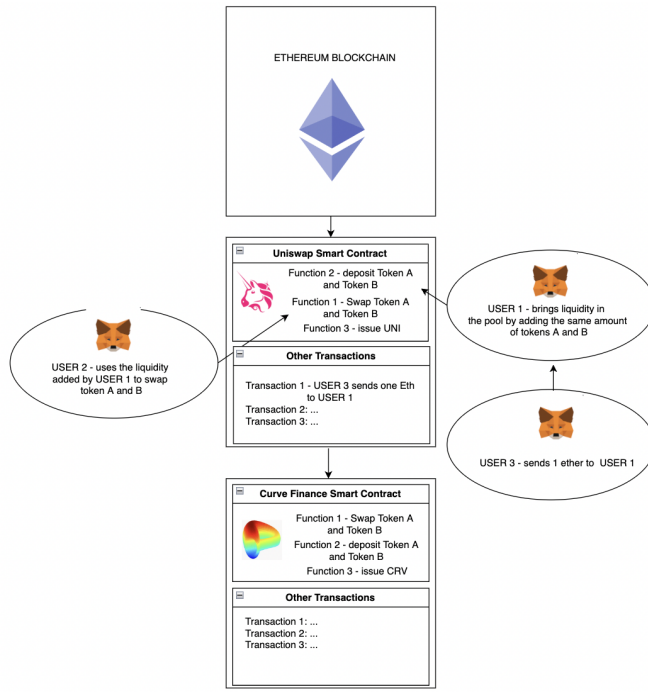 ETHEREUM BLOCKCHAIN
Uniswap Smart Contract
Function 2 - deposit Token A
and Token B
Function 1 - Swap Token A
and Token B
Function 3 - issue UNI
Other Transactions
Transaction 1 - USER 3 sends one Eth
to USER 1
Transaction 2: ...
Transaction 3: ...
USER 2 - uses the liquidity
added by USER 1 to swap
token A and B
USER 1 - brings liquidity in
the pool by adding the same amount
of tokens A and B
USER 3 - sends 1 ether to USER 1
Curve Finance Smart Contract
Function 1 - Swap Token A
and Token B
Function 2 - deposit Token A
and Token B
Function 3 - issue CRV
Other Transactions
Transaction 1: ...
Transaction 2: ...
Transaction 3: ...